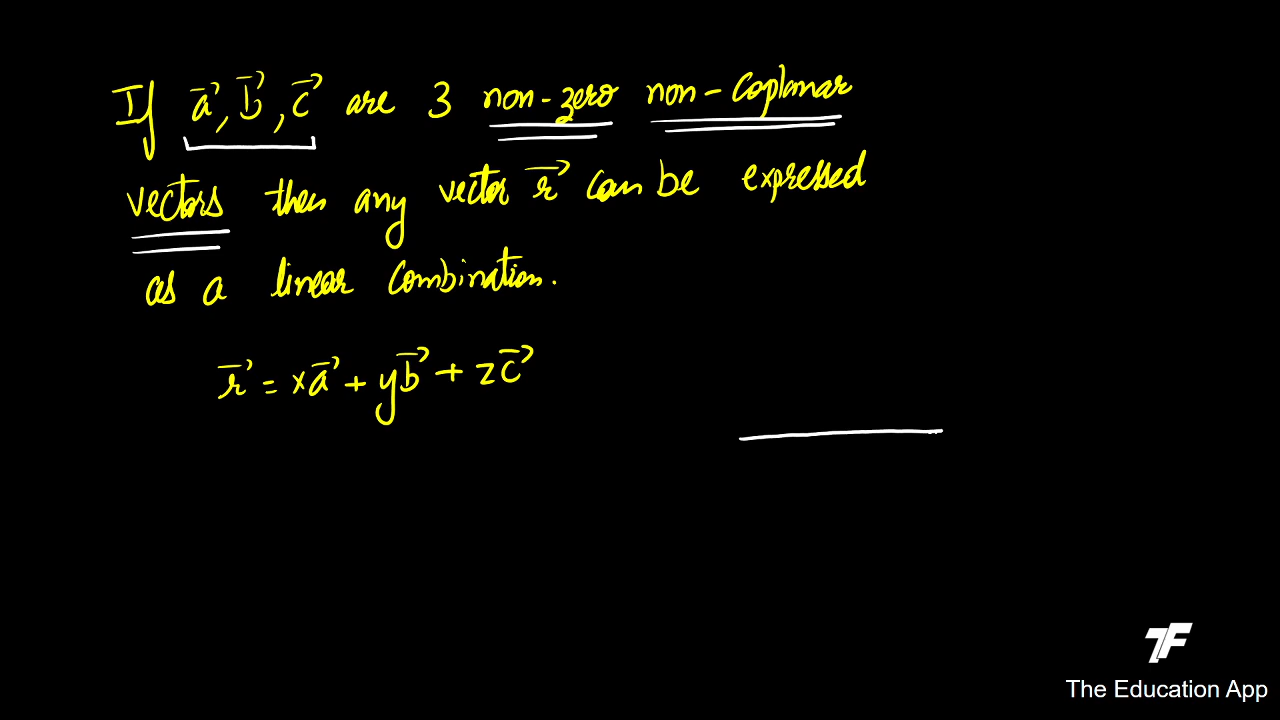 If a⃗, b⃗, c⃗ are 3 non-zero non-coplanar
vectors then any vector r⃗ can be expressed
as a linear combination.
r⃗ = xa⃗ + yb⃗ + zc⃗
TF
The Education App